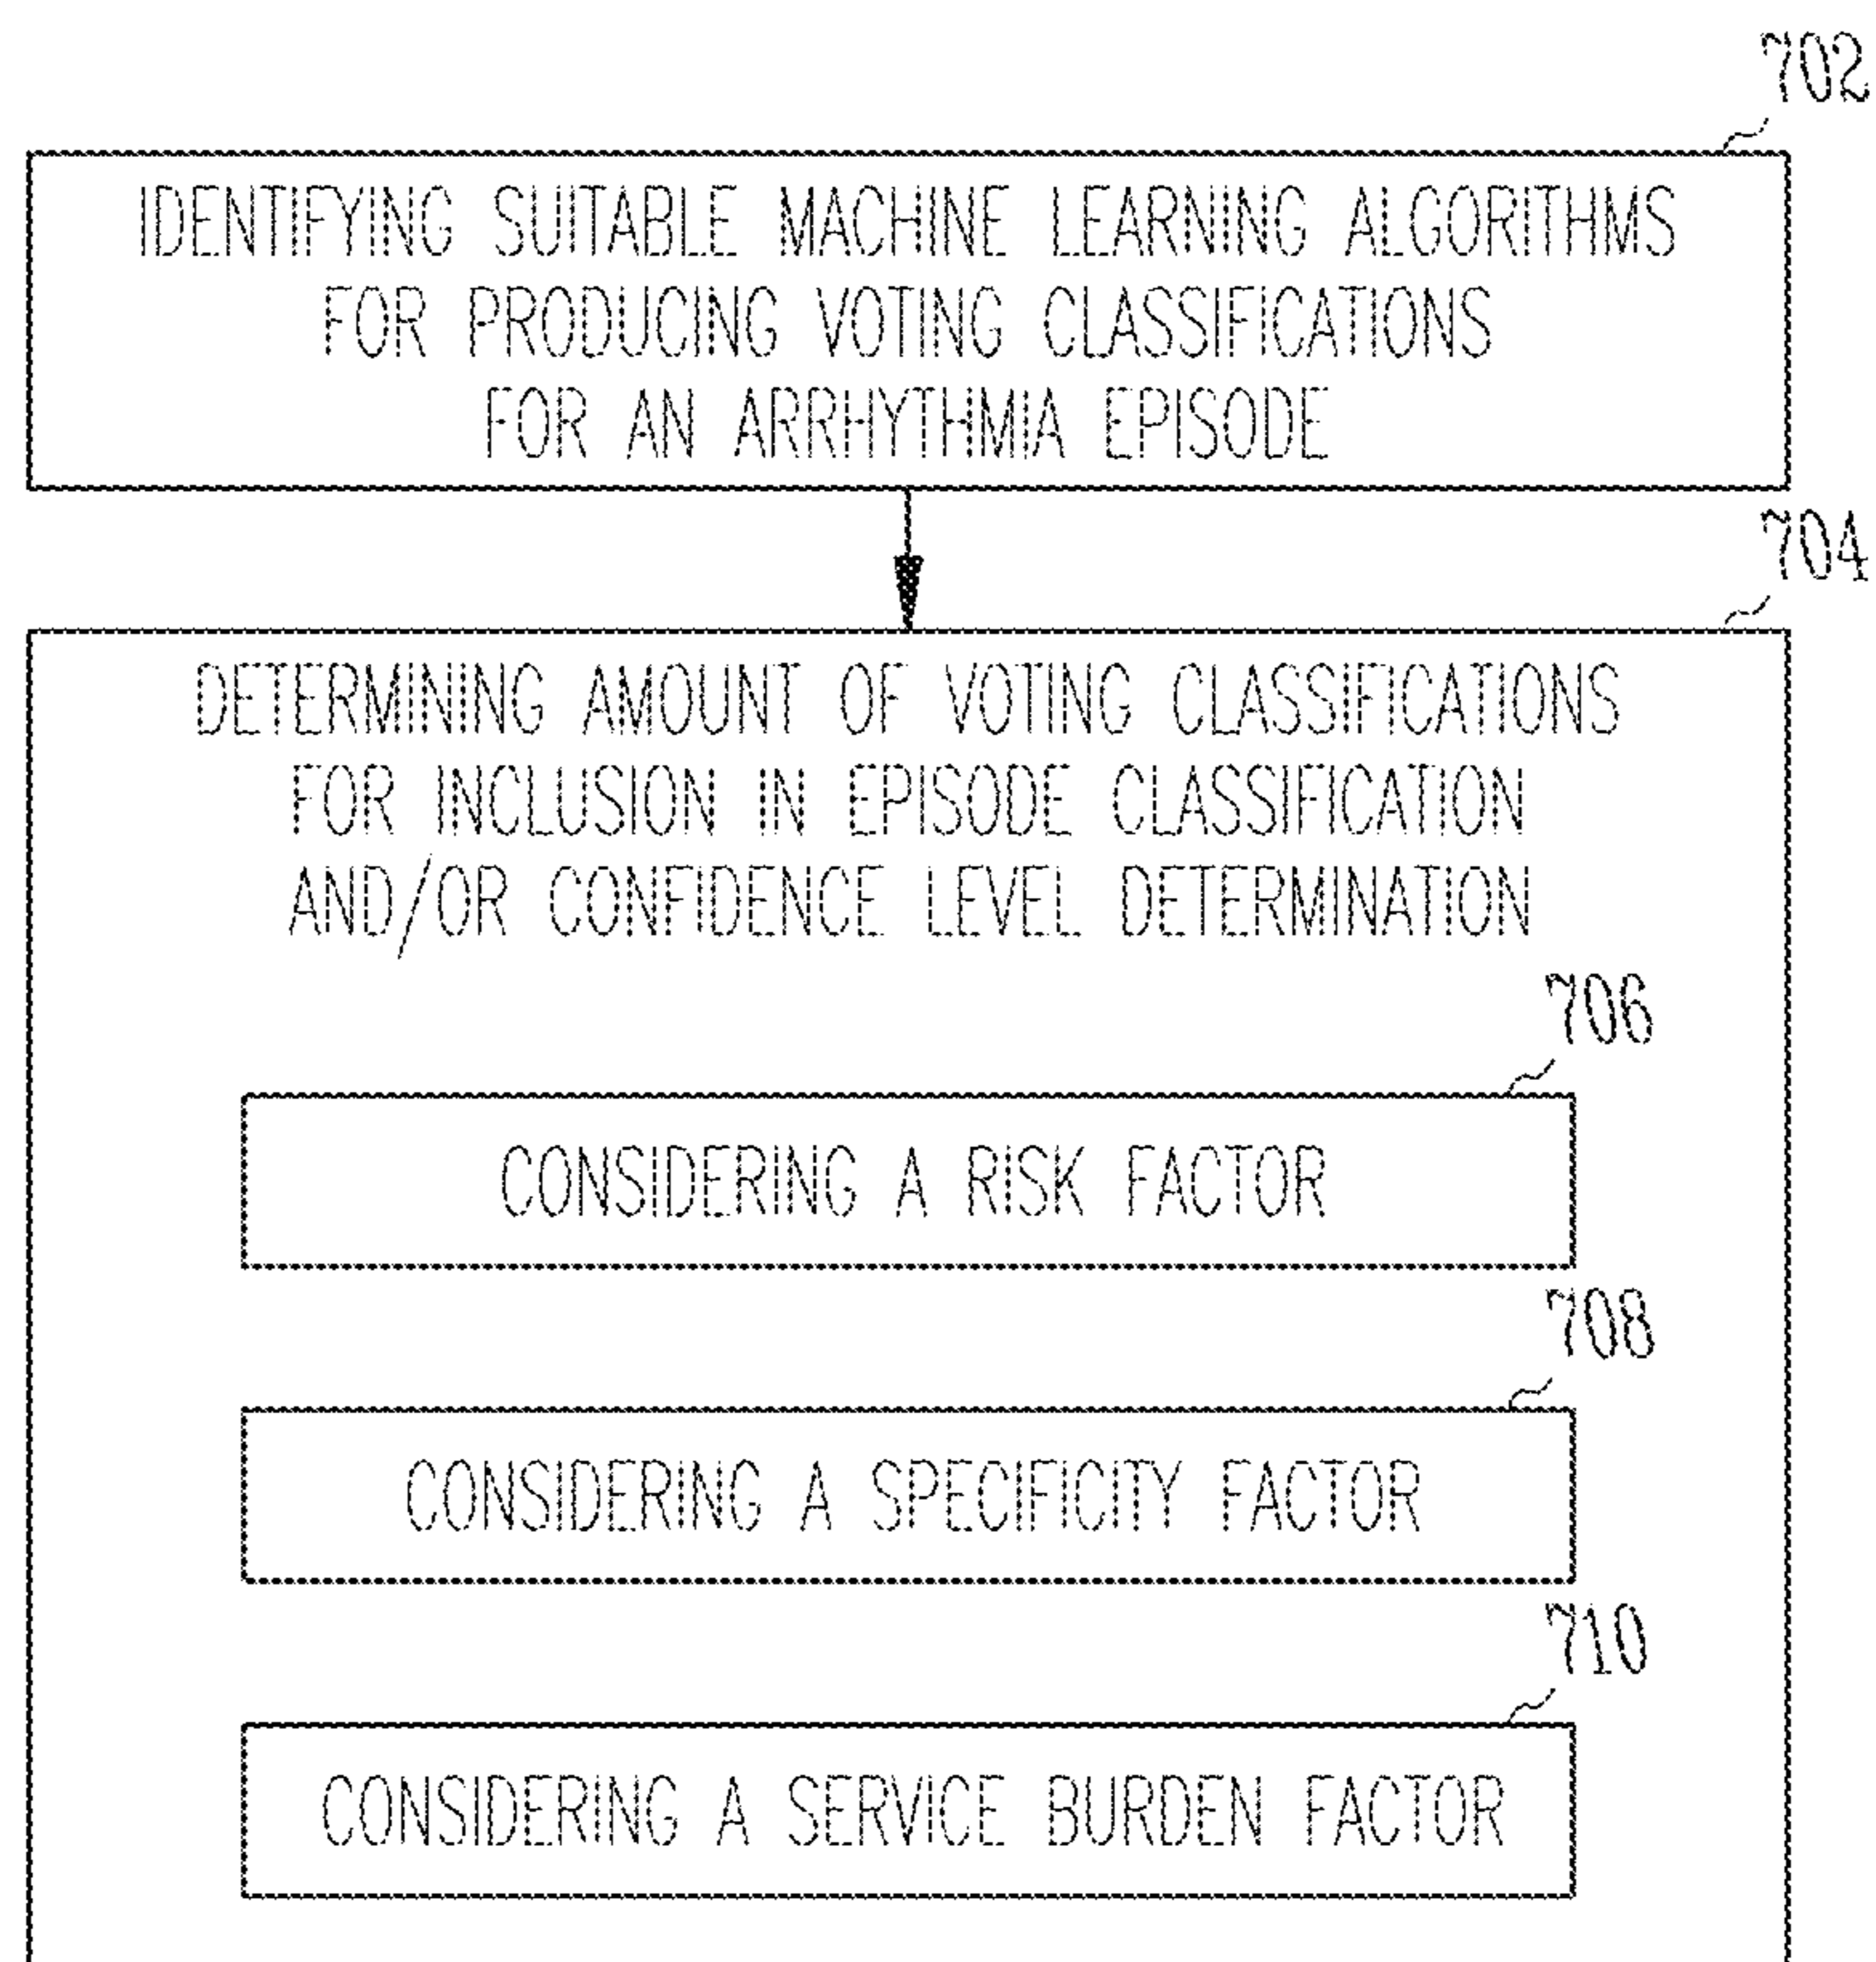 702
IDENTIFYING SUITABLE MACHINE LEARNING ALGORITHMS
FOR PRODUCING VOTING CLASSIFICATIONS
FOR AN ARRHYTHMIA EPISODE
704
DETERMINING AMOUNT OF VOTING CLASSIFICATIONS
FOR INCLUSION IN EPISODE CLASSIFICATION
AND/OR CONFIDENCE LEVEL DETERMINATION
706
CONSIDERING A RISK FACTOR
708
CONSIDERING A SPECIFICITY FACTOR
710
CONSIDERING A SERVICE BURDEN FACTOR